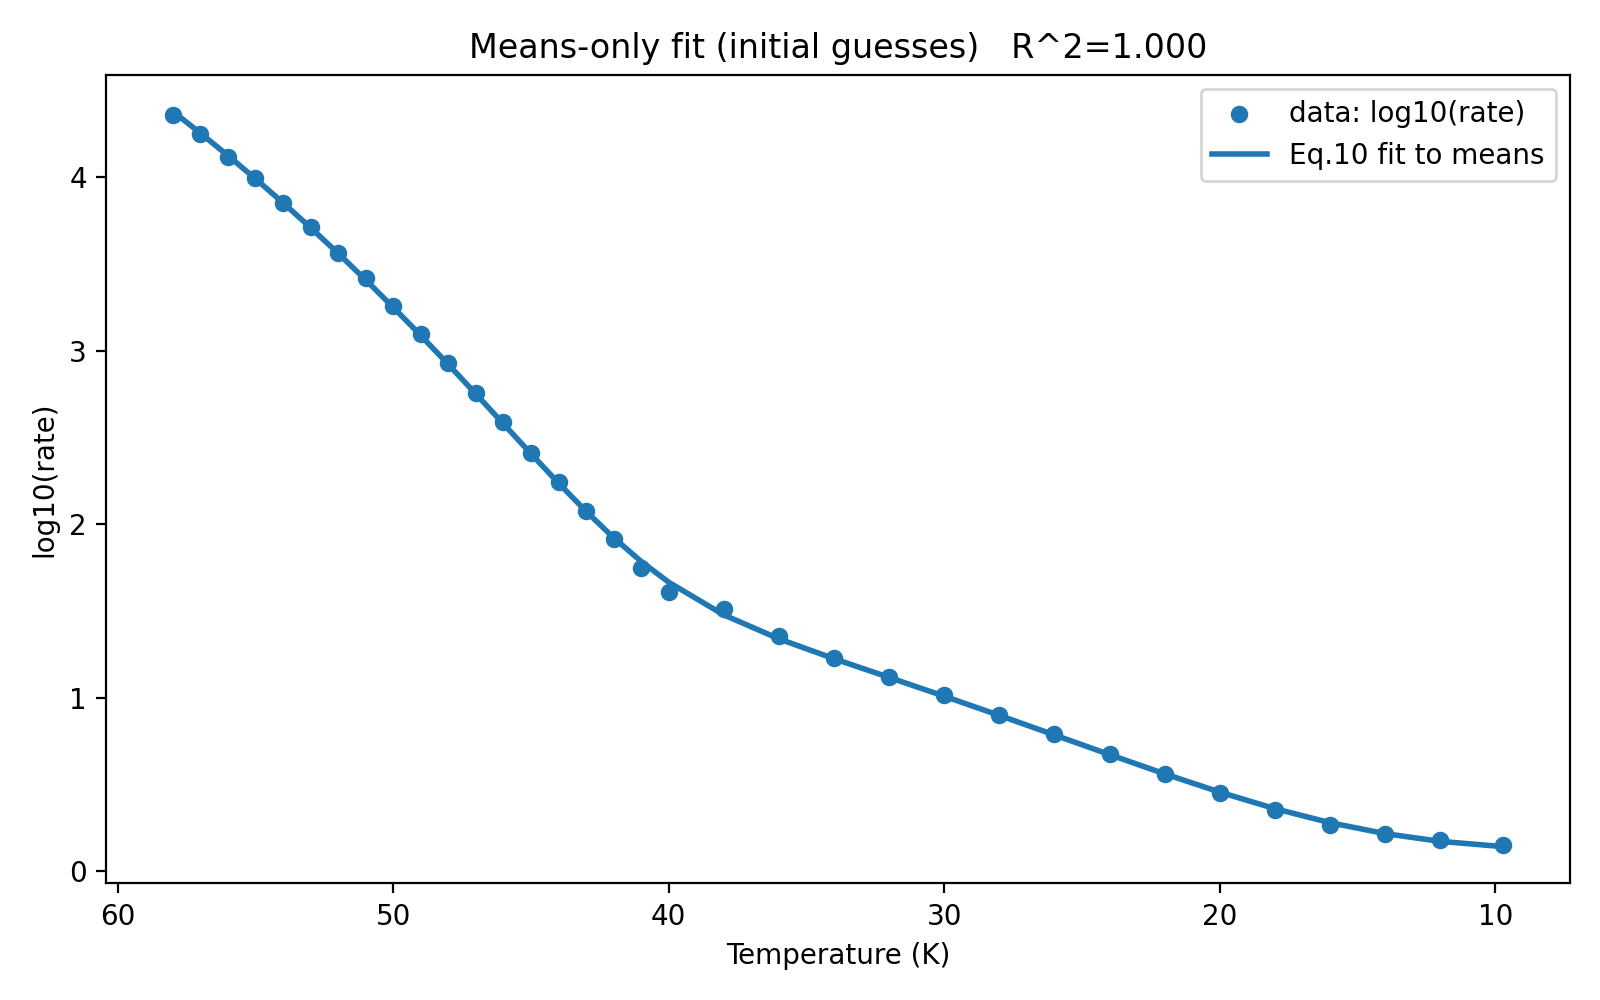 Means-only fit (initial guesses)   R^2=1.000
data: log10(rate)
Eq.10 fit to means
4
3
2
1
0
log10(rate)
60 50 40 30 20 10
Temperature (K)